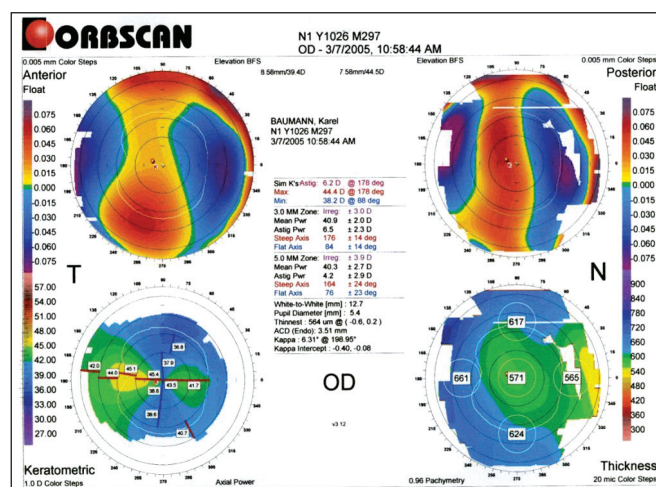 ORBSCAN
N1 Y1026 M297
OD - 3/7/2005, 10:58:44 AM
0.005 mm Color Steps
Elevation BFS
Elevation BFS
0.005 mm Color Steps
Anterior
8.58mm/39.4D
7.58mm/44.5D
Posterior
Float
Float
0.075
0.060
0.045
0.030
0.015
0.000
0.015
0.030
0.045
0.060
0.075
BAUMANN, Karel
N1 Y1026 M297
3/7/2005, 10:58:44 AM
Sim K's Astig: 6.2 D @ 178 deg
Max: 44.4 D @ 178 deg
Min: 38.2 D @ 88 deg
3.0 MM Zone: Irreg: ± 3.0 D
Mean Pwr 40.9 ± 2.0 D
Astig Pwr 6.5 ± 2.3 D
Steep Axis 176 ± 14 deg
Flat Axis 84 ± 14 deg
5.0 MM Zone: Irreg: ± 3.9 D
Mean Pwr 40.3 ± 2.7 D
Astig Pwr 4.2 ± 2.9 D
Steep Axis 164 ± 24 deg
Flat Axis 76 ± 23 deg
White-to-White [mm] : 12.7
Pupil Diameter [mm] : 5.4
Thinnest : 564 um @ ( -0.6, 0.2 )
ACD (Endo): 3.51 mm
Kappa : 6.31° @ 198.95°
Kappa Intercept : -0.40, -0.08
T
N
OD
57.00
54.00
51.00
48.00
45.00
42.00
39.00
36.00
33.00
30.00
27.00
42.0
44.0
45.1
45.4
43.5
41.7
37.9
40.7
617
661
571
565
624
900
840
780
720
660
600
540
480
420
360
300
v3.12
Keratometric
1.0 D Color Steps
Axial Power
0.96 Pachymetry
Thickness
20 mic Color Steps